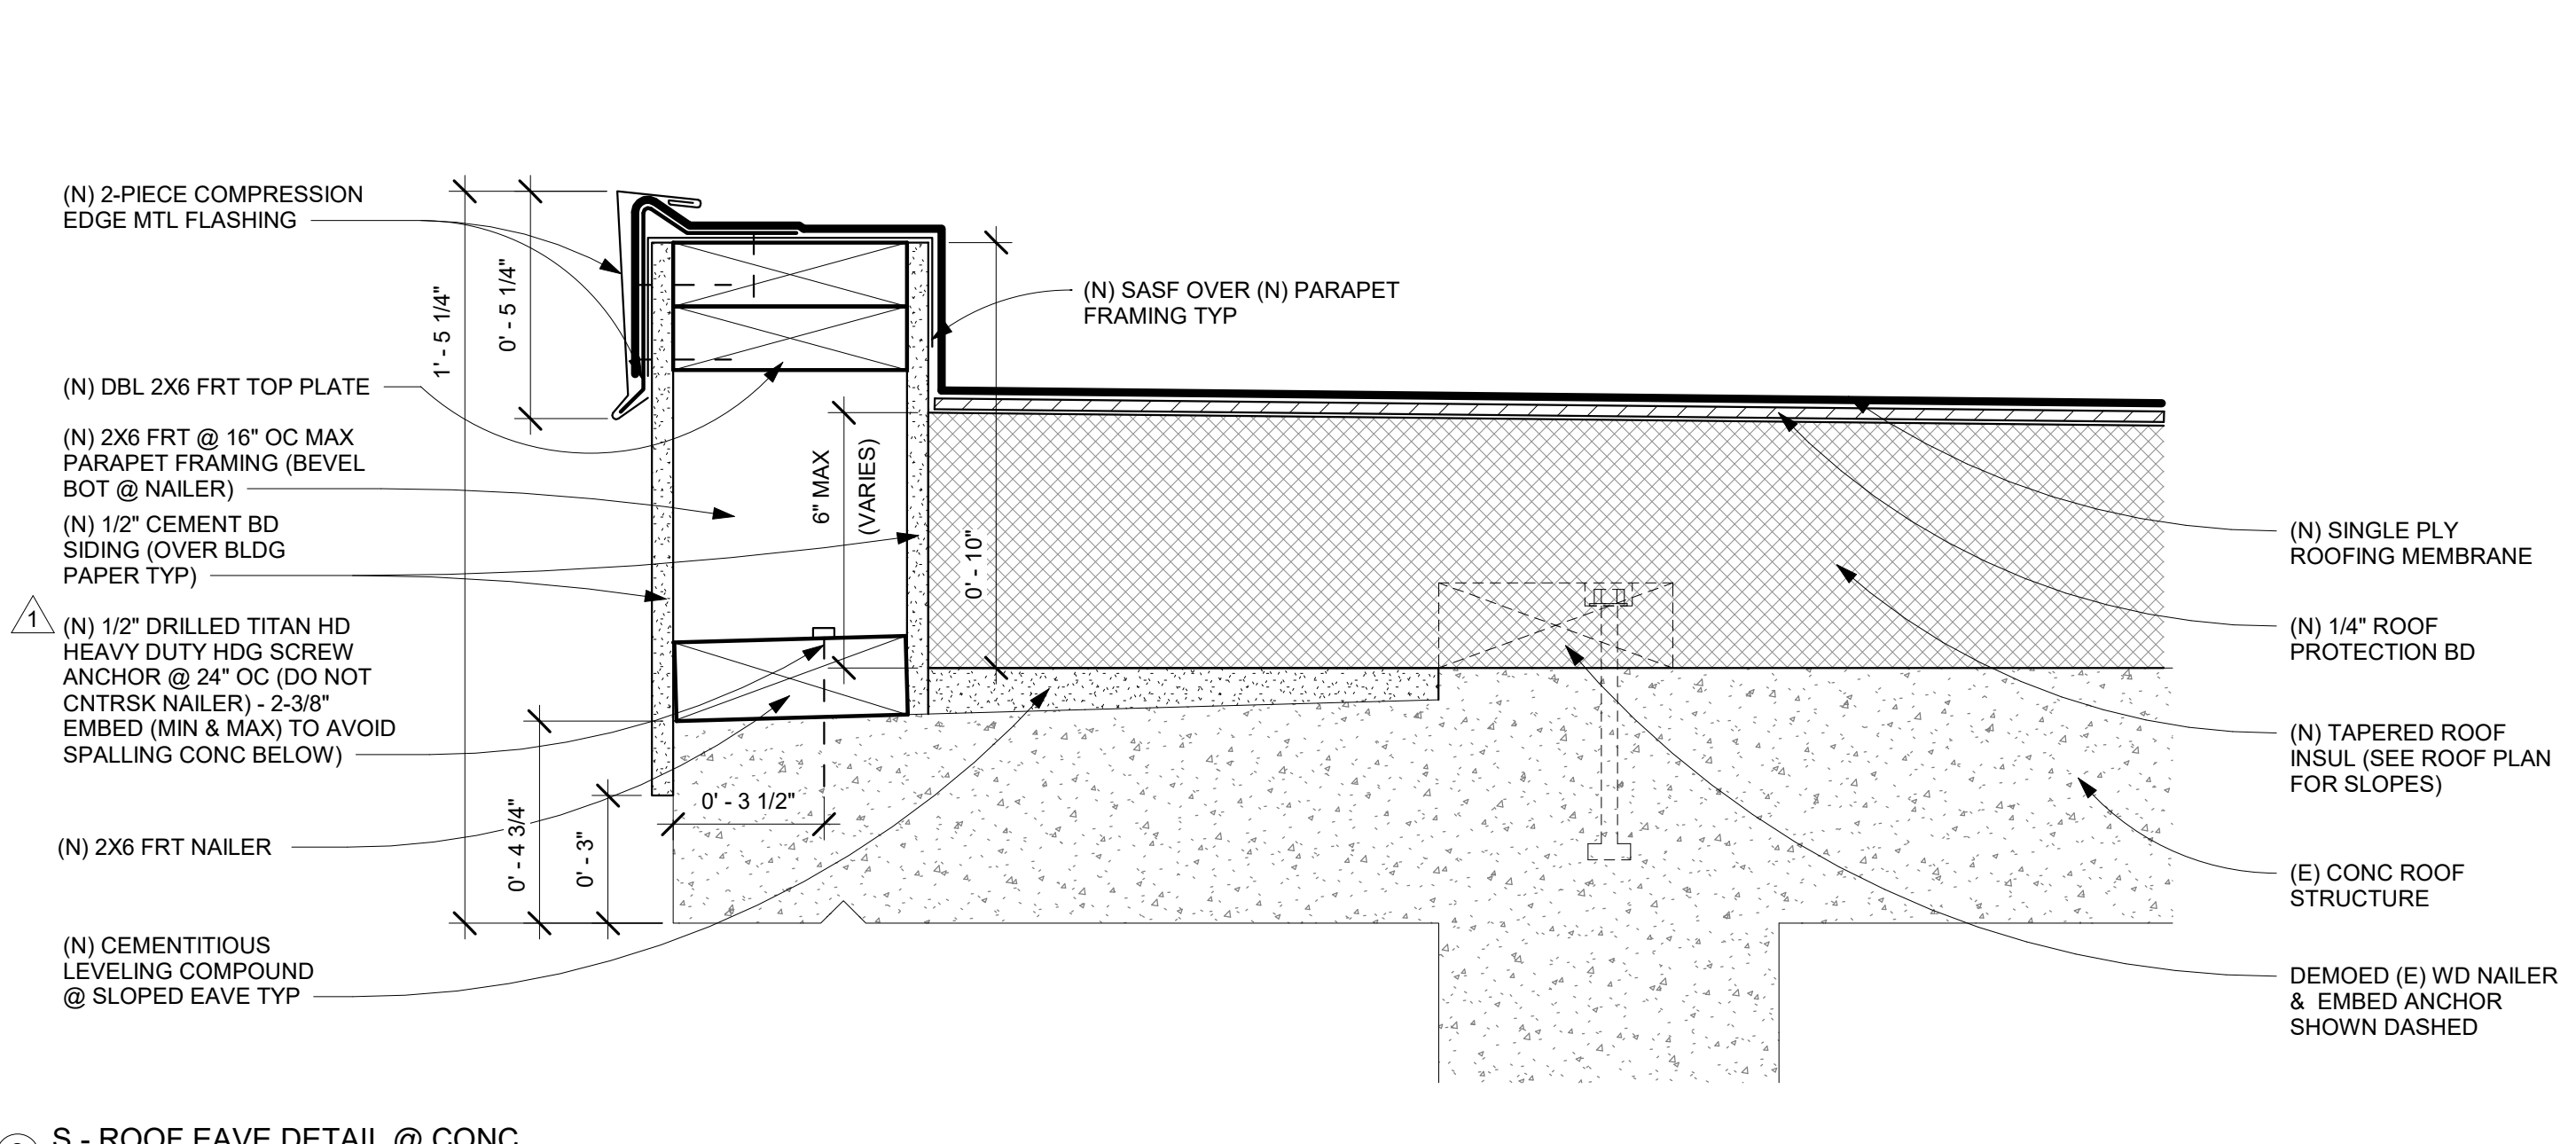 (N) 2-PIECE COMPRESSION
EDGE MTL FLASHING
(N) DBL 2X6 FRT TOP PLATE
(N) 2X6 FRT @ 16" OC MAX
PARAPET FRAMING (BEVEL
BOT @ NAILER)
(N) 1/2" CEMENT BD
SIDING (OVER BLDG
PAPER TYP)
1
(N) 1/2" DRILLED TITAN HD
HEAVY DUTY HDG SCREW
ANCHOR @ 24" OC (DO NOT
CNTRSK NAILER) - 2-3/8"
EMBED (MIN & MAX) TO AVOID
SPALLING CONC BELOW)
(N) 2X6 FRT NAILER
(N) CEMENTITIOUS
LEVELING COMPOUND
@ SLOPED EAVE TYP
1' - 5 1/4"
0' - 5 1/4"
0' - 4 3/4"
0' - 3"
0' - 3 1/2"
6" MAX
(VARIES)
0' - 10"
(N) SASF OVER (N) PARAPET
FRAMING TYP
(N) SINGLE PLY
ROOFING MEMBRANE
(N) 1/4" ROOF
PROTECTION BD
(N) TAPERED ROOF
INSUL (SEE ROOF PLAN
FOR SLOPES)
(E) CONC ROOF
STRUCTURE
DEMOED (E) WD NAILER
& EMBED ANCHOR
SHOWN DASHED
S - ROOF EAVE DETAIL @ CONC